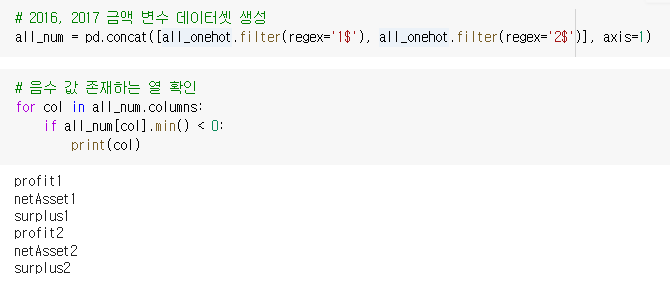 # 2016, 2017 금액 변수 데이터셋 생성
all_num = pd.concat([all_onehot.filter(regex='1$'), all_onehot.filter(regex='2$')], axis=1)
# 음수 값 존재하는 열 확인
for col in all_num.columns:
    if all_num[col].min() < 0:
        print(col)
profit1
netAsset1
surplus1
profit2
netAsset2
surplus2